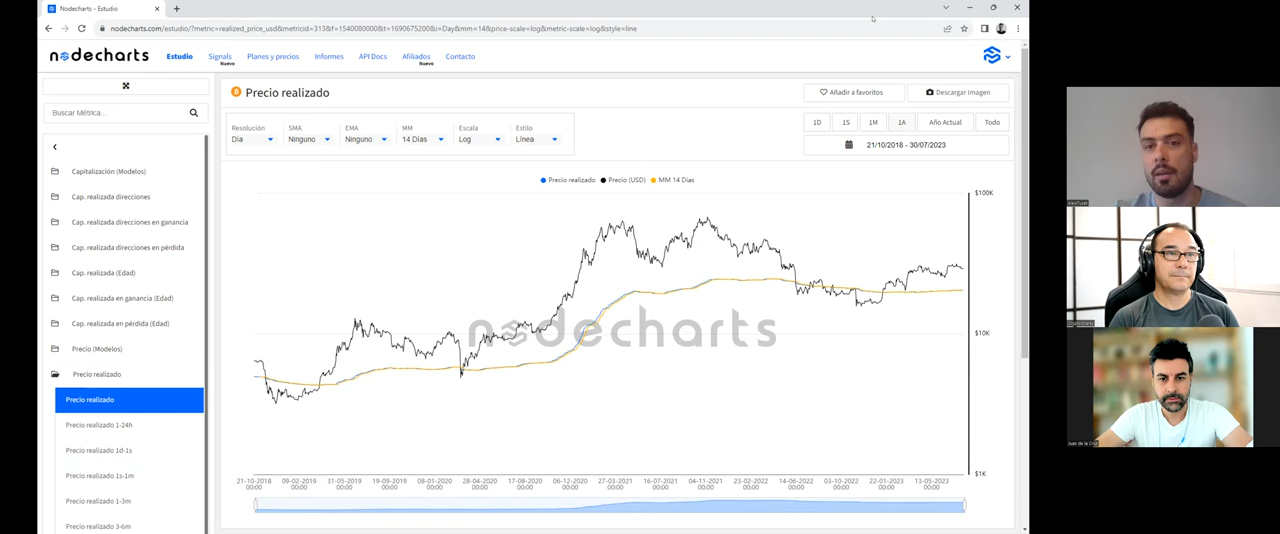 Nodecharts - Estudio
nodecharts.com/estudio/?metric=realized_price_usd&metricid=313&f=1540080000&t=1690675200&i=Day&mm=14&price-scale=log&metric-scale=log&style=line
nodecharts
Estudio
Signals
Nuevo
Planes y precios
Informes
API Docs
Afiliados
Nuevo
Contacto
Buscar Métrica...
Capitalización (Modelos)
Cap. realizada direcciones
Cap. realizada direcciones en ganancia
Cap. realizada direcciones en pérdida
Cap. realizada (Edad)
Cap. realizada en ganancia (Edad)
Cap. realizada en pérdida (Edad)
Precio (Modelos)
Precio realizado
Precio realizado
Precio realizado 1-24h
Precio realizado 1d-1s
Precio realizado 1s-1m
Precio realizado 1-3m
Precio realizado 3-6m
Precio realizado
Añadir a favoritos
Descargar Imagen
Resolución
Día
SMA
Ninguno
EMA
Ninguno
MM
14 Días
Escala
Log
Estilo
Línea
1D
1S
1M
1A
Año Actual
Todo
21/10/2018 - 30/07/2023
Precio realizado
Precio (USD)
MM 14 Días
$100K
$10K
$1K
nodecharts
21-10-2018 00:00
09-02-2019 00:00
31-05-2019 00:00
19-09-2019 00:00
08-01-2020 00:00
28-04-2020 00:00
17-08-2020 00:00
06-12-2020 00:00
27-03-2021 00:00
16-07-2021 00:00
04-11-2021 00:00
23-02-2022 00:00
14-06-2022 00:00
03-10-2022 00:00
22-01-2023 00:00
13-05-2023 00:00
Juan de la Cruz